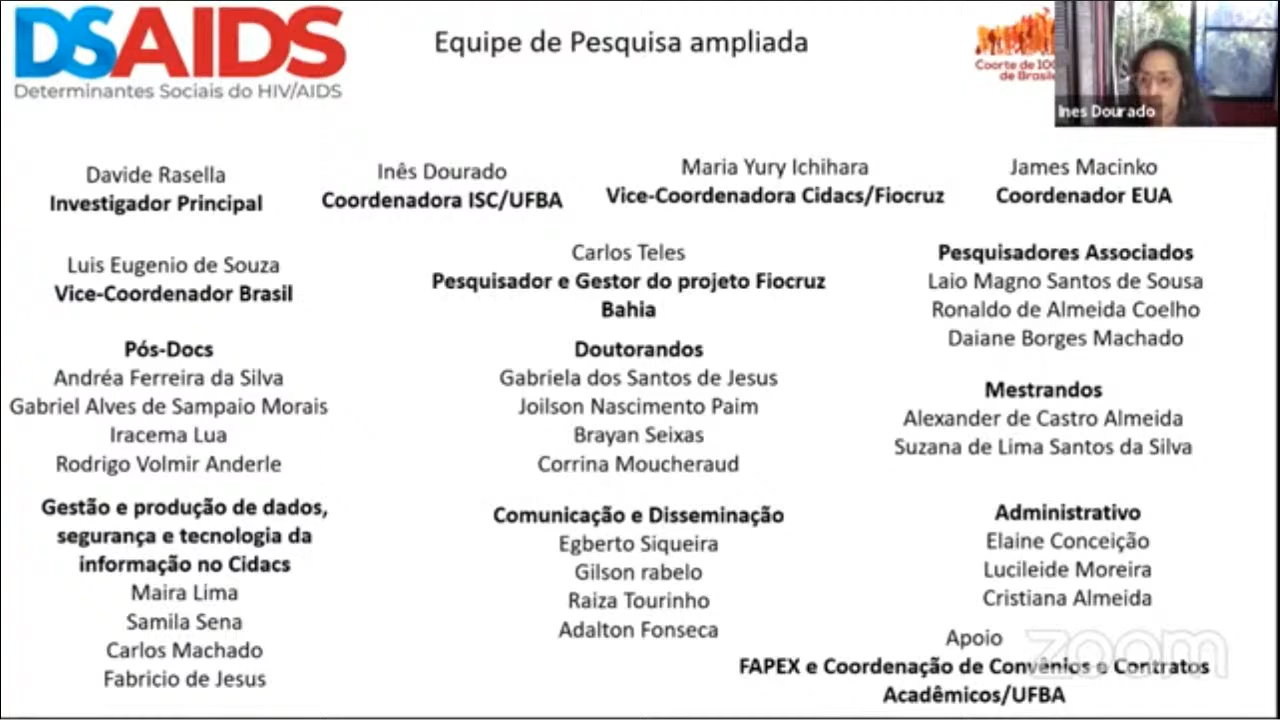 DSAIDS
Determinantes Sociais do HIV/AIDS
Equipe de Pesquisa ampliada
Coorte de 100
de Brasile
Ines Dourado
Davide Rasella
Investigador Principal
Inês Dourado
Coordenadora ISC/UFBA
Maria Yury Ichihara
Vice-Coordenadora Cidacs/Fiocruz
James Macinko
Coordenador EUA
Luis Eugenio de Souza
Vice-Coordenador Brasil
Carlos Teles
Pesquisador e Gestor do projeto Fiocruz
Bahia
Pesquisadores Associados
Laio Magno Santos de Sousa
Ronaldo de Almeida Coelho
Daiane Borges Machado
Pós-Docs
Andréa Ferreira da Silva
Gabriel Alves de Sampaio Morais
Iracema Lua
Rodrigo Volmir Anderle
Doutorandos
Gabriela dos Santos de Jesus
Joilson Nascimento Paim
Brayan Seixas
Corrina Moucheraud
Mestrandos
Alexander de Castro Almeida
Suzana de Lima Santos da Silva
Gestão e produção de dados,
segurança e tecnologia da
informação no Cidacs
Maira Lima
Samila Sena
Carlos Machado
Fabricio de Jesus
Comunicação e Disseminação
Egberto Siqueira
Gilson rabelo
Raiza Tourinho
Adalton Fonseca
Administrativo
Elaine Conceição
Lucileide Moreira
Cristiana Almeida
Apoio
FAPEX e Coordenação de Convênios e Contratos
Acadêmicos/UFBA
zoom